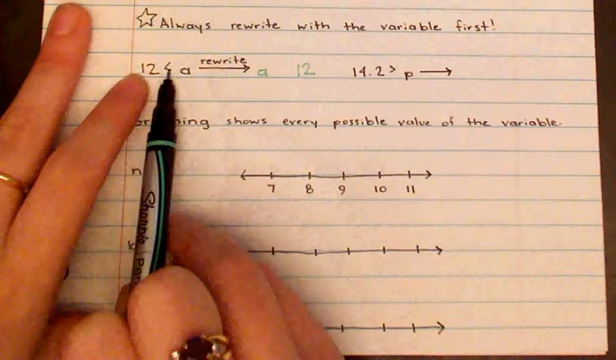 ☆ Always rewrite with the variable first!
12 < a rewrite → a 12 14.2 > p →
shows every possible value of the variable.
n
7 8 9 10 11
Sharpie